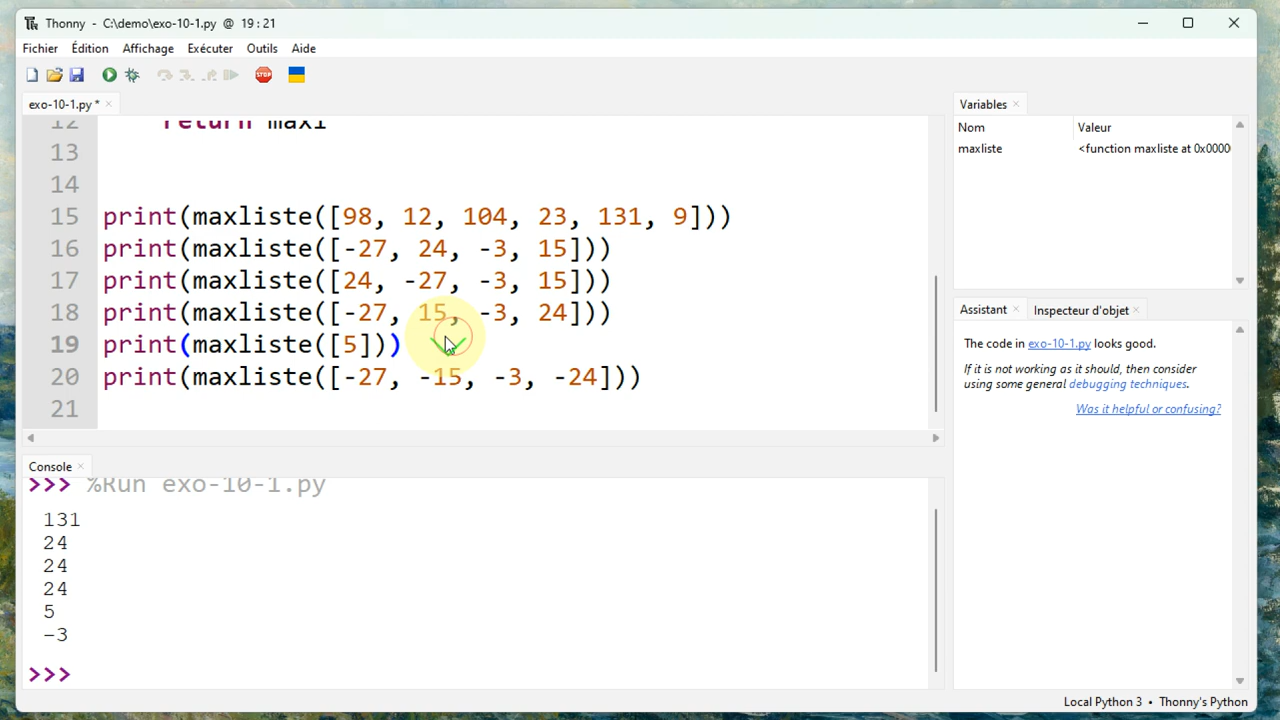 Thonny - C:\demo\exo-10-1.py @ 19 : 21
Fichier Édition Affichage Exécuter Outils Aide
STOP
exo-10-1.py * ×
Variables ×
Nom Valeur
maxliste <function maxliste at 0x0000
12 return maxi
13
14
15 print(maxliste([98, 12, 104, 23, 131, 9]))
16 print(maxliste([-27, 24, -3, 15]))
17 print(maxliste([24, -27, -3, 15]))
18 print(maxliste([-27, 15, -3, 24]))
19 print(maxliste([5]))
20 print(maxliste([-27, -15, -3, -24]))
21
Assistant × Inspecteur d'objet ×
The code in exo-10-1.py looks good.
If it is not working as it should, then consider
using some general debugging techniques.
Was it helpful or confusing?
Console ×
>>> %Run exo-10-1.py
131
24
24
24
5
-3
>>>
Local Python 3 • Thonny's Python